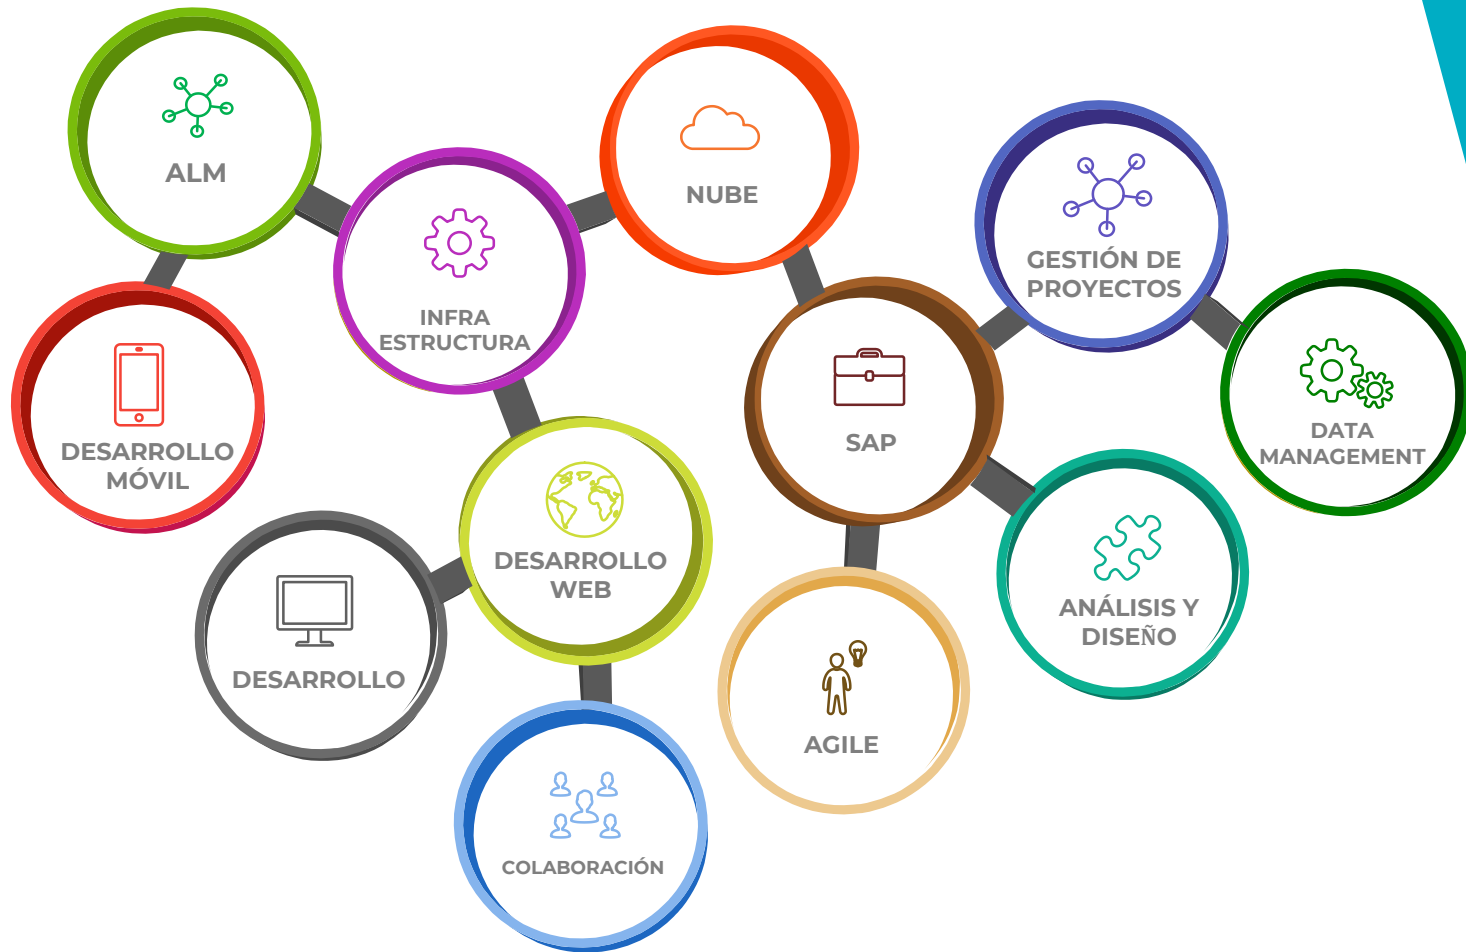 ALM
NUBE
INFRA
ESTRUCTURA
GESTIÓN DE
PROYECTOS
DESARROLLO
MÓVIL
SAP
DATA
MANAGEMENT
DESARROLLO
WEB
ANÁLISIS Y
DISEÑO
DESARROLLO
AGILE
COLABORACIÓN